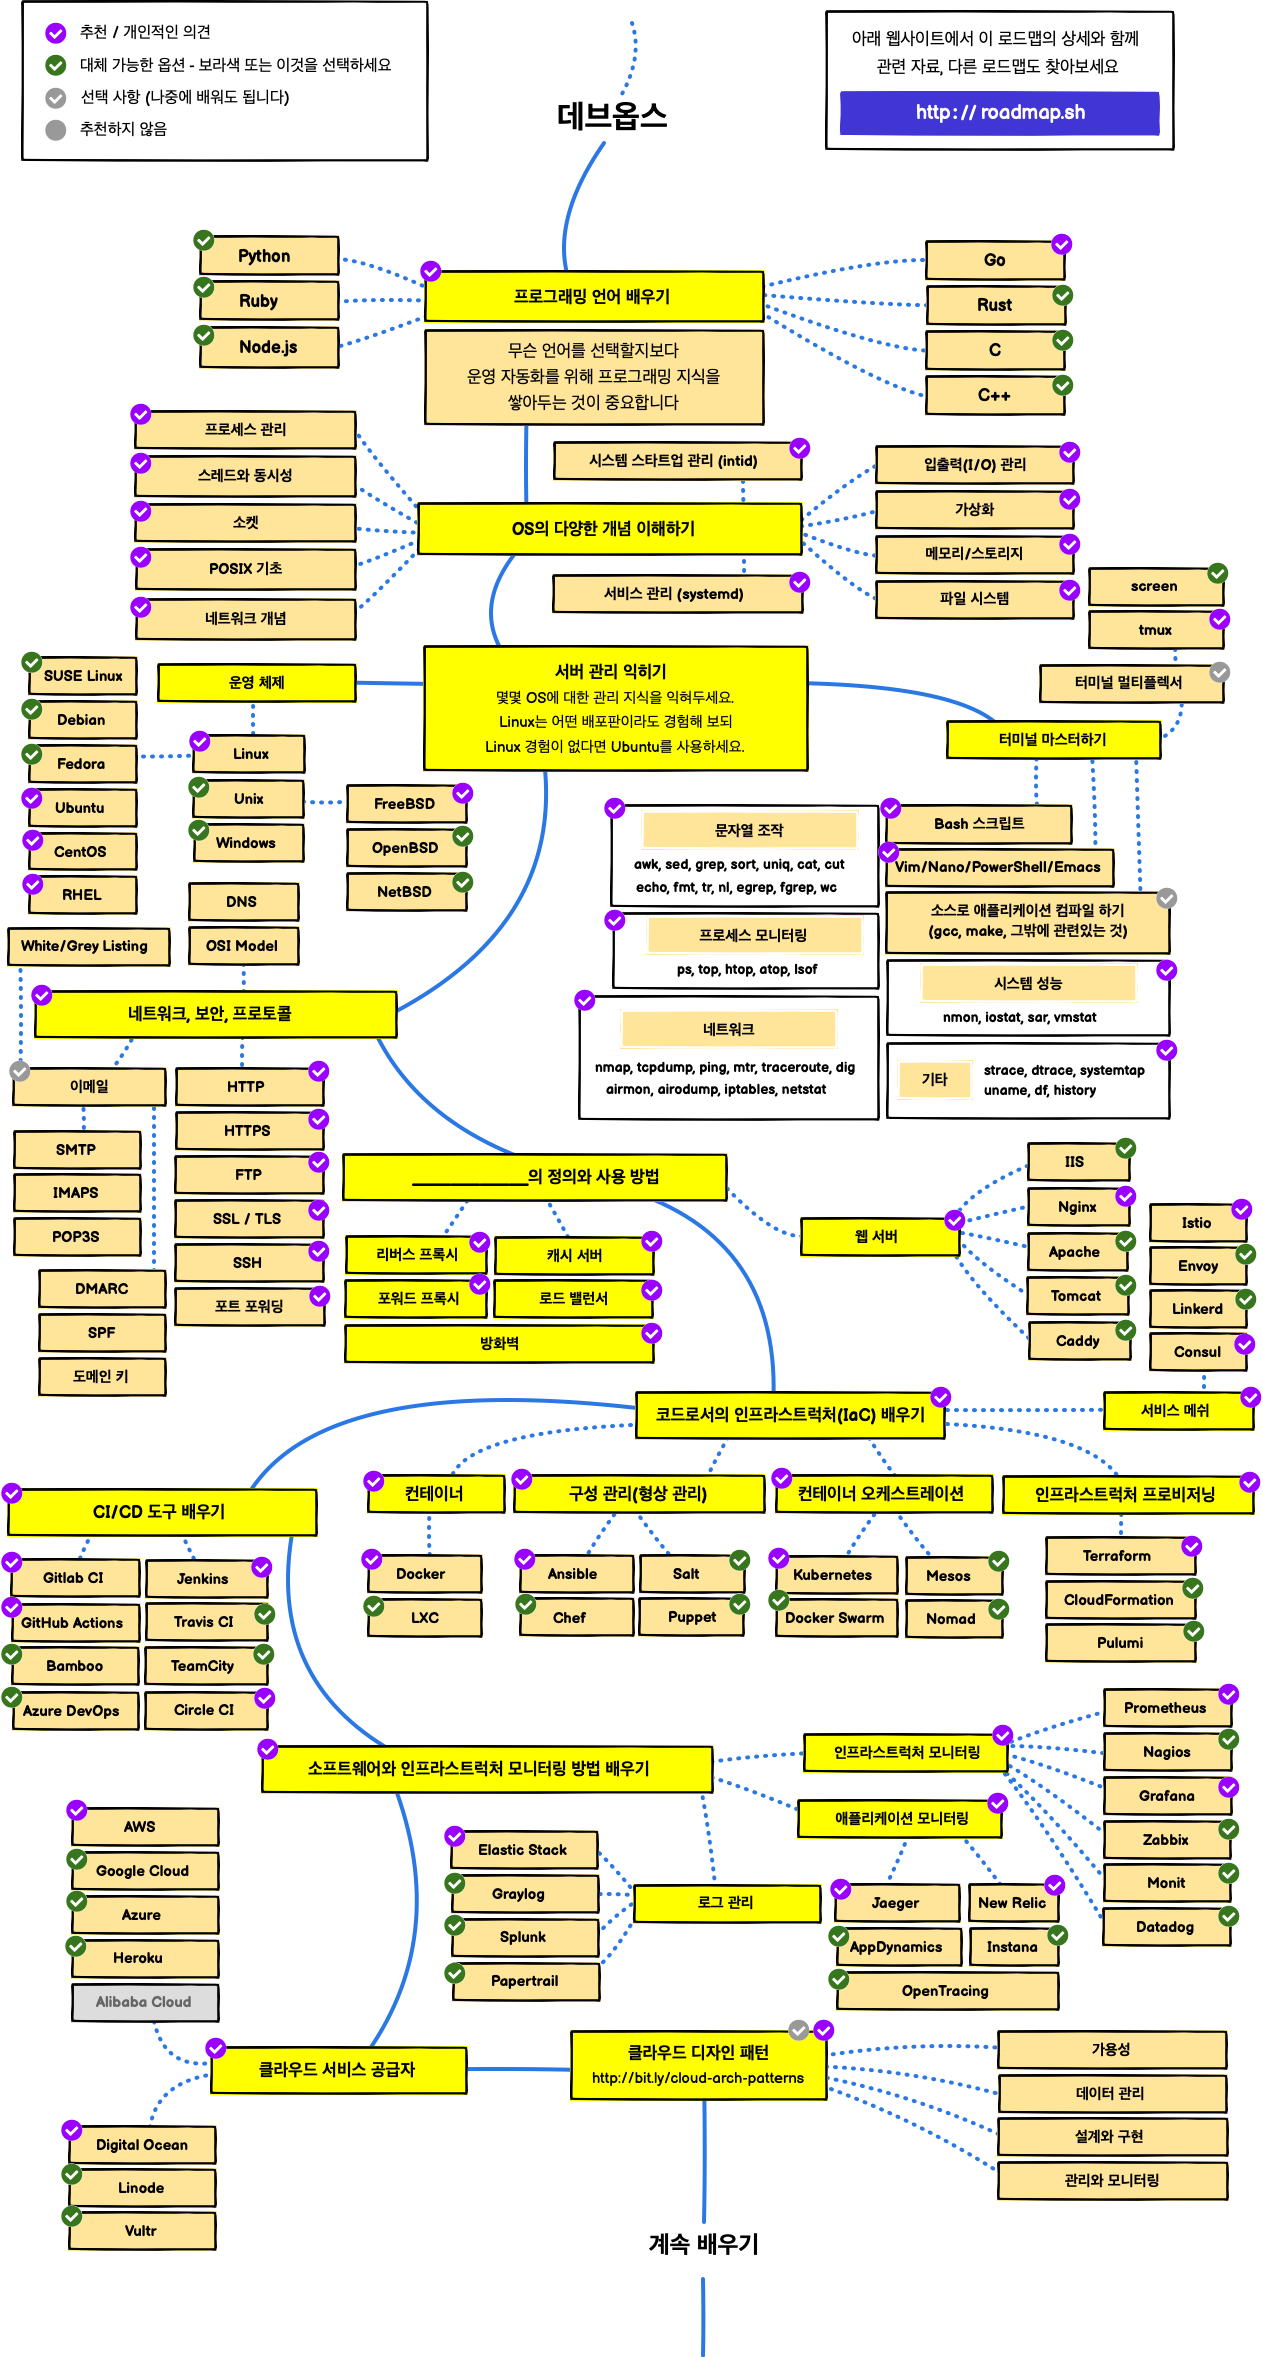 추천 / 개인적인 의견
대체 가능한 옵션 - 보라색 또는 이것을 선택하세요
선택 사항 (나중에 배워도 됩니다)
추천하지 않음
아래 웹사이트에서 이 로드맵의 상세와 함께
관련 자료, 다른 로드맵도 찾아보세요
http://roadmap.sh
데브옵스
Python
Ruby
Node.js
프로그래밍 언어 배우기
무슨 언어를 선택할지보다
운영 자동화를 위해 프로그래밍 지식을
쌓아두는 것이 중요합니다
Go
Rust
C
C++
프로세스 관리
스레드와 동시성
소켓
POSIX 기초
네트워크 개념
시스템 스타트업 관리 (intid)
OS의 다양한 개념 이해하기
서비스 관리 (systemd)
입출력(I/O) 관리
가상화
메모리/스토리지
파일 시스템
screen
tmux
터미널 멀티플렉서
터미널 마스터하기
서버 관리 익히기
몇몇 OS에 대한 관리 지식을 익혀두세요.
Linux는 어떤 배포판이라도 경험해 보되
Linux 경험이 없다면 Ubuntu를 사용하세요.
운영 체제
SUSE Linux
Debian
Fedora
Ubuntu
CentOS
RHEL
Linux
Unix
Windows
FreeBSD
OpenBSD
NetBSD
문자열 조작
awk, sed, grep, sort, uniq, cat, cut
echo, fmt, tr, nl, egrep, fgrep, wc
프로세스 모니터링
ps, top, htop, atop, lsof
네트워크
nmap, tcpdump, ping, mtr, traceroute, dig
airmon, airodump, iptables, netstat
Bash 스크립트
Vim/Nano/PowerShell/Emacs
소스로 애플리케이션 컴파일 하기
(gcc, make, 그밖에 관련있는 것)
시스템 성능
nmon, iostat, sar, vmstat
기타
strace, dtrace, systemtap
uname, df, history
DNS
OSI Model
White/Grey Listing
네트워크, 보안, 프로토콜
이메일
SMTP
IMAPS
POP3S
DMARC
SPF
도메인 키
HTTP
HTTPS
FTP
SSL / TLS
SSH
포트 포워딩
______________의 정의와 사용 방법
리버스 프록시
캐시 서버
포워드 프록시
로드 밸런서
방화벽
웹 서버
IIS
Nginx
Apache
Tomcat
Caddy
Istio
Envoy
Linkerd
Consul
서비스 메쉬
코드로서의 인프라스트럭처(IaC) 배우기
컨테이너
Docker
LXC
구성 관리(형상 관리)
Ansible
Salt
Chef
Puppet
컨테이너 오케스트레이션
Kubernetes
Mesos
Docker Swarm
Nomad
인프라스트럭처 프로비저닝
Terraform
CloudFormation
Pulumi
CI/CD 도구 배우기
Gitlab CI
Jenkins
GitHub Actions
Travis CI
Bamboo
TeamCity
Azure DevOps
Circle CI
소프트웨어와 인프라스트럭처 모니터링 방법 배우기
인프라스트럭처 모니터링
Prometheus
Nagios
Grafana
Zabbix
Monit
Datadog
애플리케이션 모니터링
Jaeger
New Relic
AppDynamics
Instana
OpenTracing
로그 관리
Elastic Stack
Graylog
Splunk
Papertrail
AWS
Google Cloud
Azure
Heroku
Alibaba Cloud
클라우드 서비스 공급자
Digital Ocean
Linode
Vultr
클라우드 디자인 패턴
http://bit.ly/cloud-arch-patterns
가용성
데이터 관리
설계와 구현
관리와 모니터링
계속 배우기